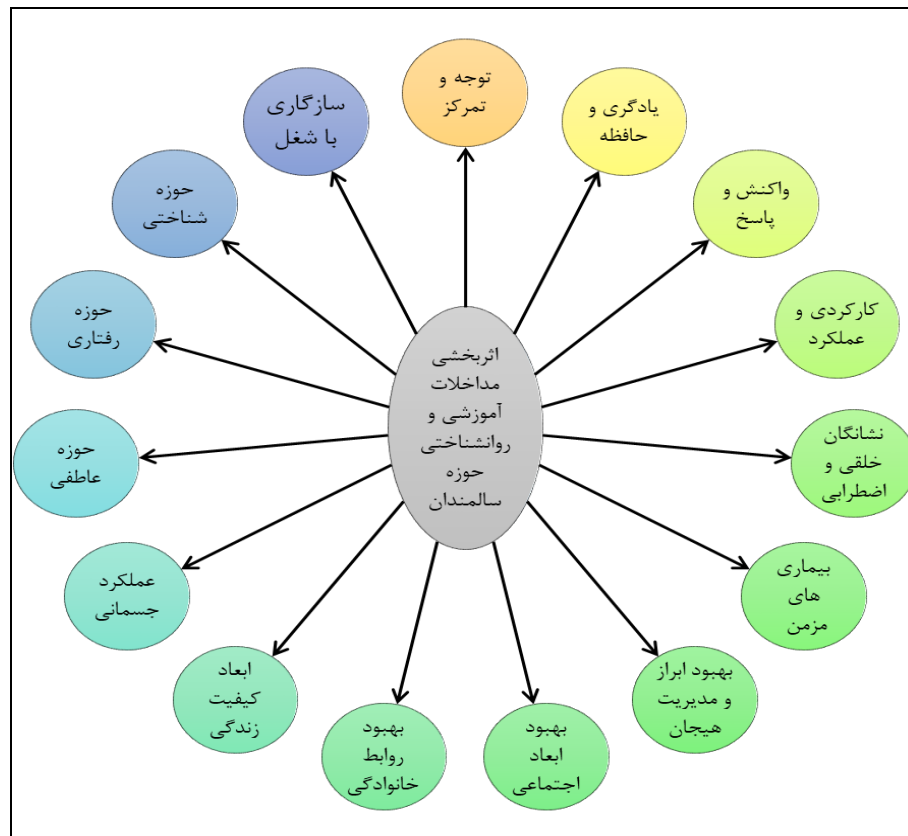 توجه و
تمرکز
یادگری و
حافظه
واکنش و
پاسخ
کارکردی و
عملکرد
نشانگان
خلقی و
اضطرابی
بیماری
های
مزمن
بهبود ابراز
و مدیریت
هیجان
بهبود
ابعاد
اجتماعی
بهبود
روابط
خانوادگی
ابعاد
کیفیت
زندگی
عملکرد
جسمانی
حوزه
عاطفی
حوزه
رفتاری
حوزه
شناختی
سازگاری
با شغل
اثربخشی
مداخلات
آموزشی و
روانشناختی
حوزه
سالمندان